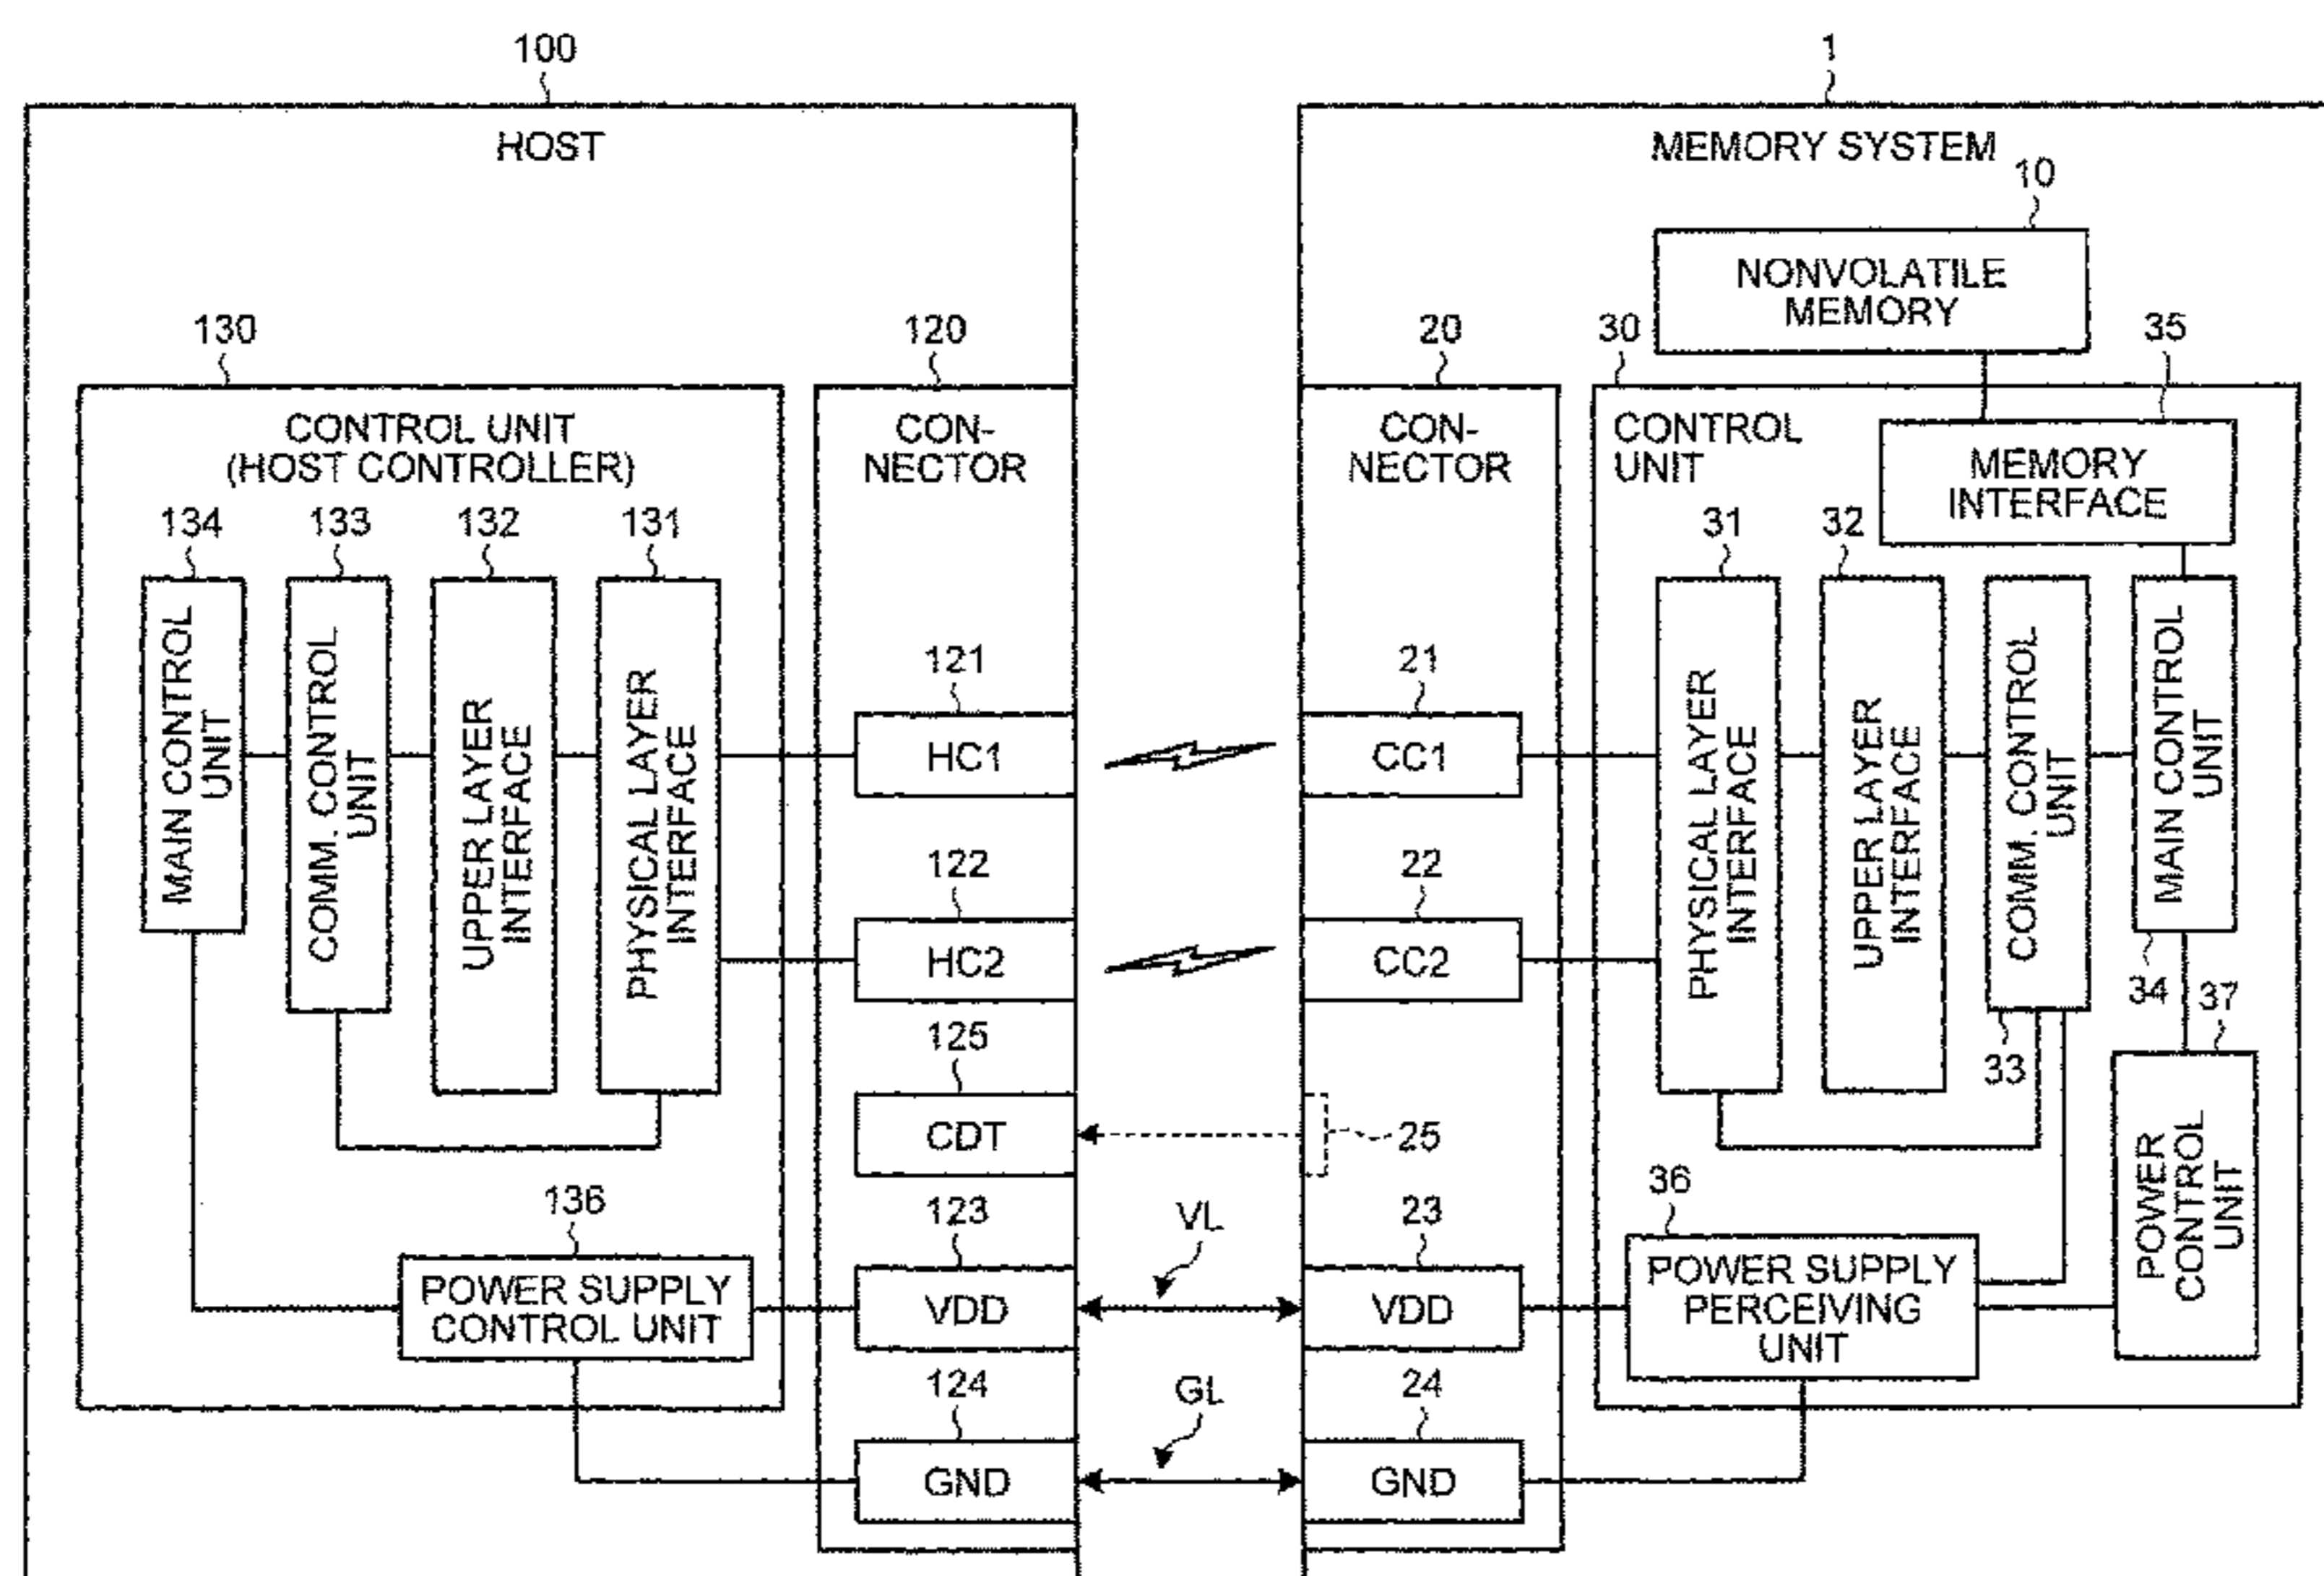 100
1
HOST
MEMORY SYSTEM
10
NONVOLATILE
MEMORY
130
120
20
30
35
CONTROL UNIT
(HOST CONTROLLER)
CON-
NECTOR
CON-
NECTOR
CONTROL
UNIT
MEMORY
INTERFACE
134
133
132
131
31
32
MAIN CONTROL
UNIT
COMM. CONTROL
UNIT
UPPER LAYER
INTERFACE
PHYSICAL LAYER
INTERFACE
121
HC1
21
CC1
PHYSICAL LAYER
INTERFACE
UPPER LAYER
INTERFACE
COMM. CONTROL
UNIT
MAIN CONTROL
UNIT
122
HC2
22
CC2
34
37
33
125
CDT
25
136
123
VL
23
36
POWER SUPPLY
CONTROL UNIT
VDD
VDD
POWER SUPPLY
PERCEIVING
UNIT
POWER
CONTROL
UNIT
124
GL
24
GND
GND